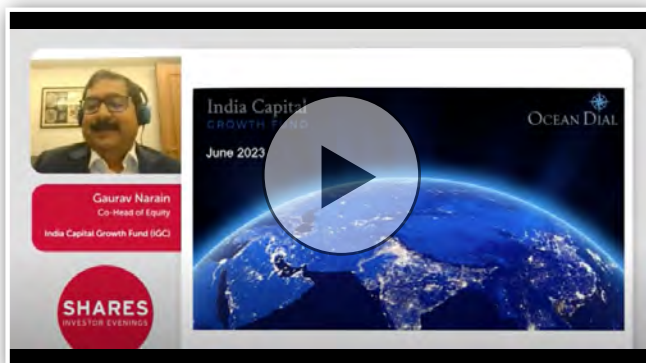 Gaurav Narain
Co-Head of Equity
India Capital Growth Fund (IGC)
SHARES
INVESTOR EVENINGS
India Capital
GROWTH FUND
June 2023
OCEAN DIAL